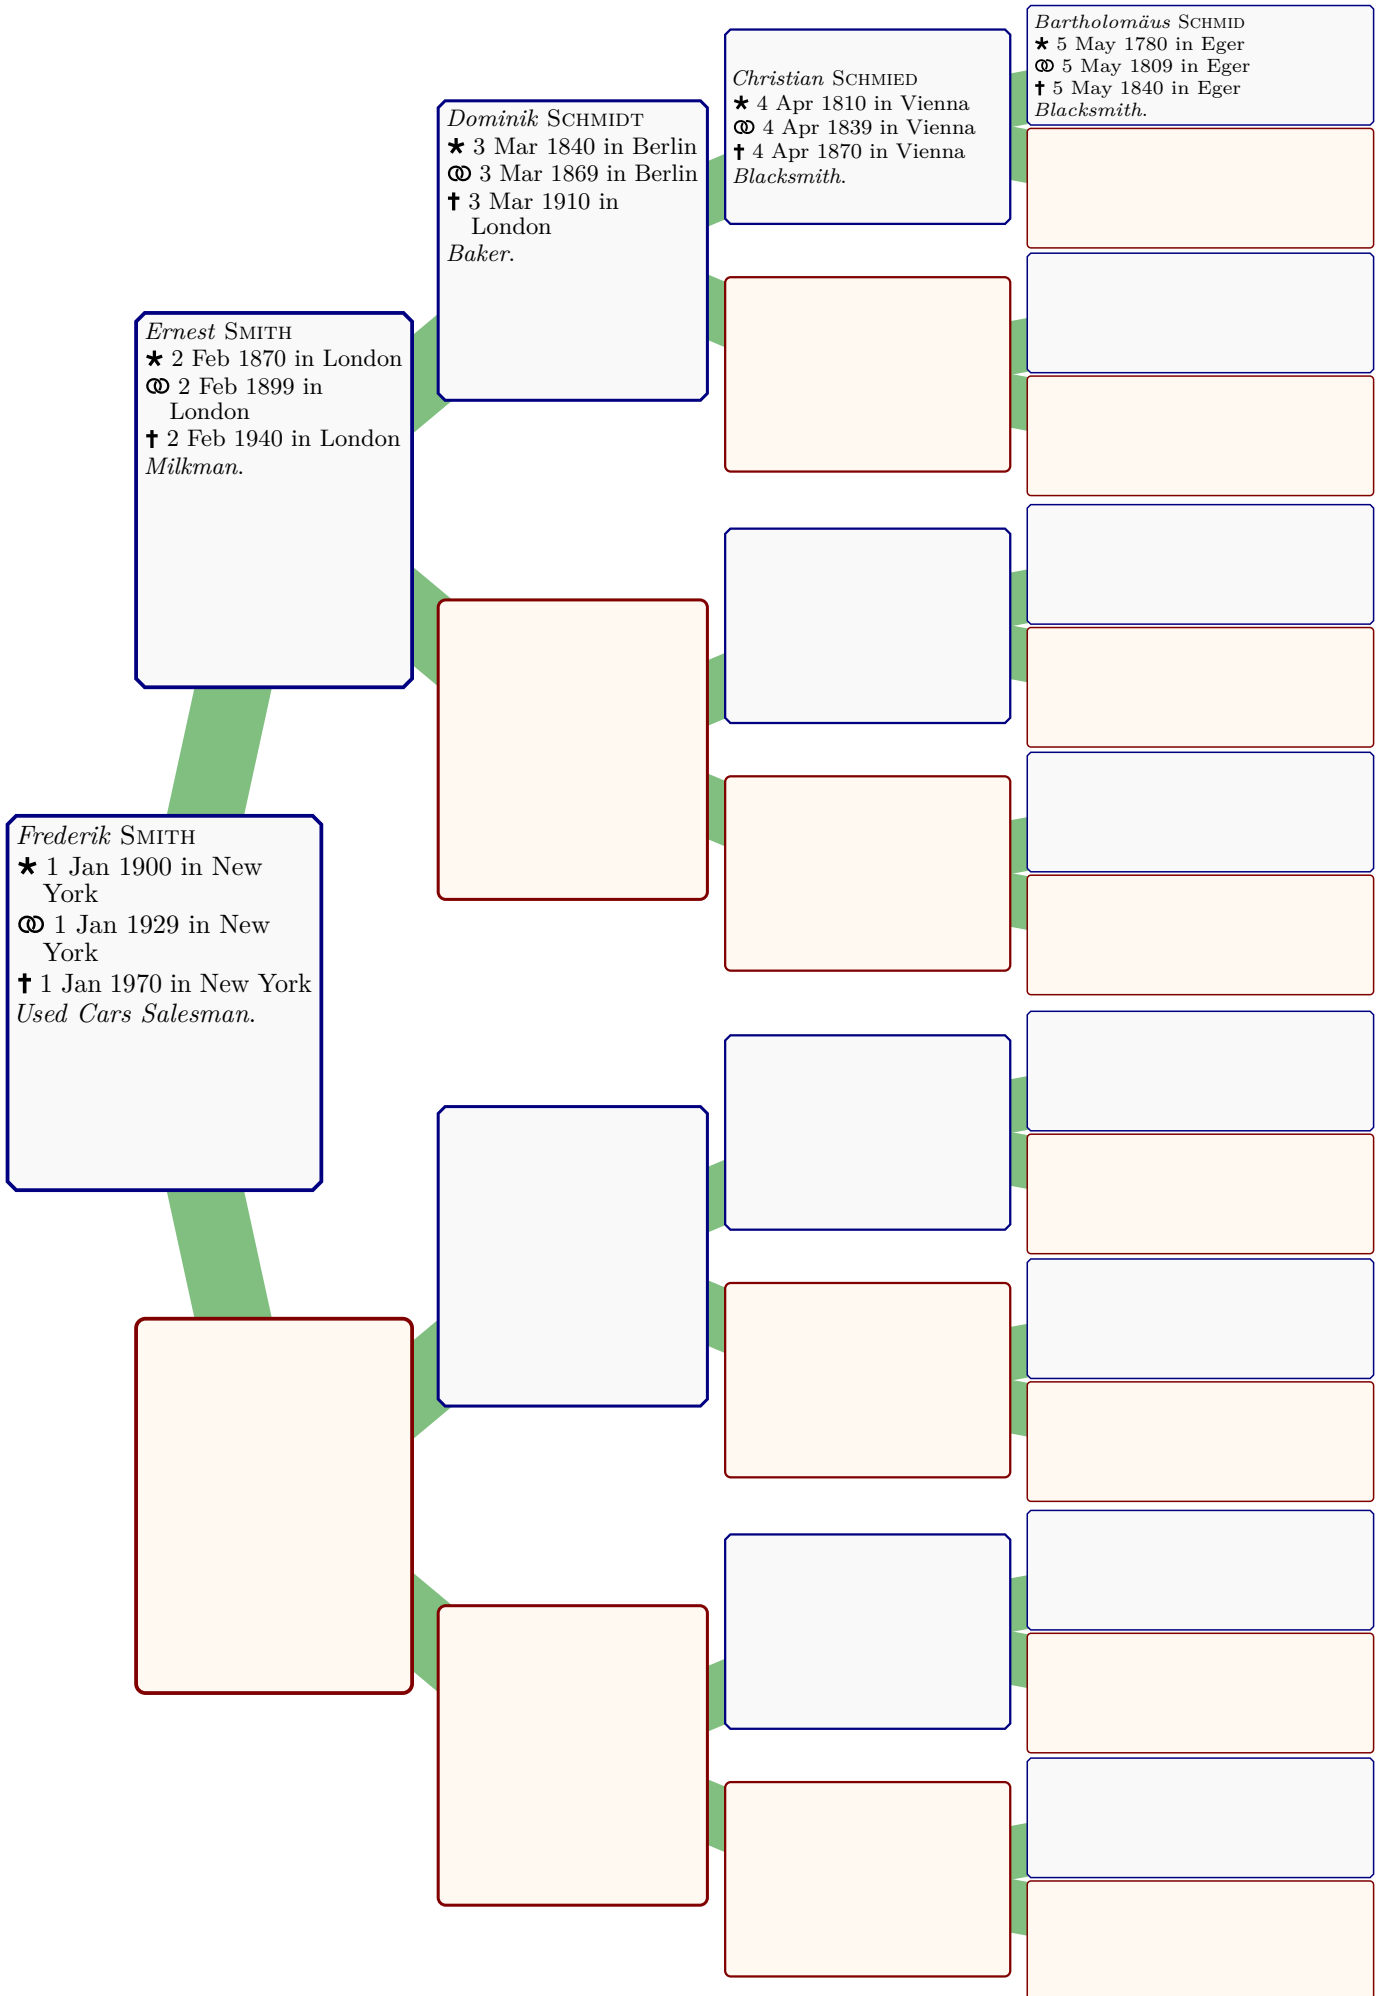 Bartholomäus SCHMID
★ 5 May 1780 in Eger
⚭ 5 May 1809 in Eger
✝ 5 May 1840 in Eger
Blacksmith.
Christian SCHMIED
★ 4 Apr 1810 in Vienna
⚭ 4 Apr 1839 in Vienna
✝ 4 Apr 1870 in Vienna
Blacksmith.
Dominik SCHMIDT
★ 3 Mar 1840 in Berlin
⚭ 3 Mar 1869 in Berlin
✝ 3 Mar 1910 in
London
Baker.
Ernest SMITH
★ 2 Feb 1870 in London
⚭ 2 Feb 1899 in
London
✝ 2 Feb 1940 in London
Milkman.
Frederik SMITH
★ 1 Jan 1900 in New
York
⚭ 1 Jan 1929 in New
York
✝ 1 Jan 1970 in New York
Used Cars Salesman.